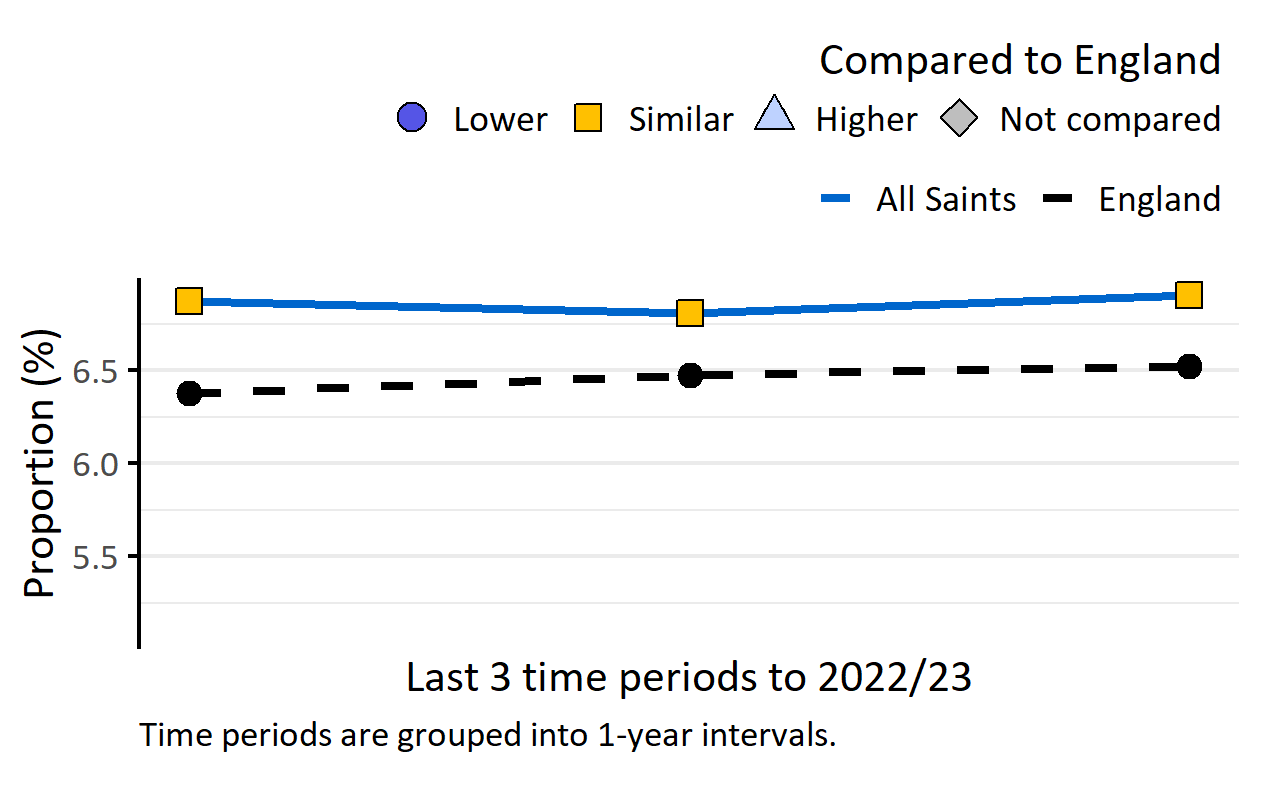 Compared to England
Lower Similar Higher Not compared
All Saints England
Proportion (%)
6.5
6.0
5.5
Last 3 time periods to 2022/23
Time periods are grouped into 1-year intervals.